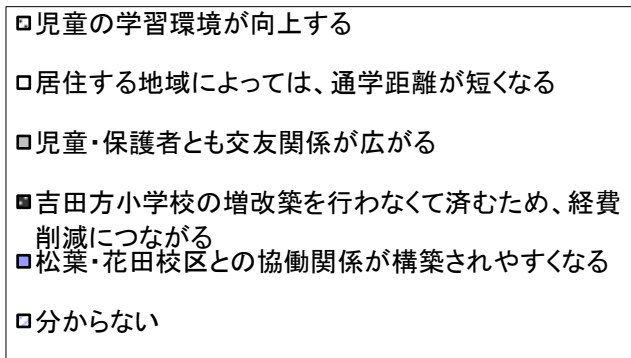 児童の学習環境が向上する
居住する地域によっては、通学距離が短くなる
児童・保護者とも交友関係が広がる
吉田方小学校の増改築を行わなくて済むため、経費
削減につながる
松葉・花田校区との協働関係が構築されやすくなる
分からない